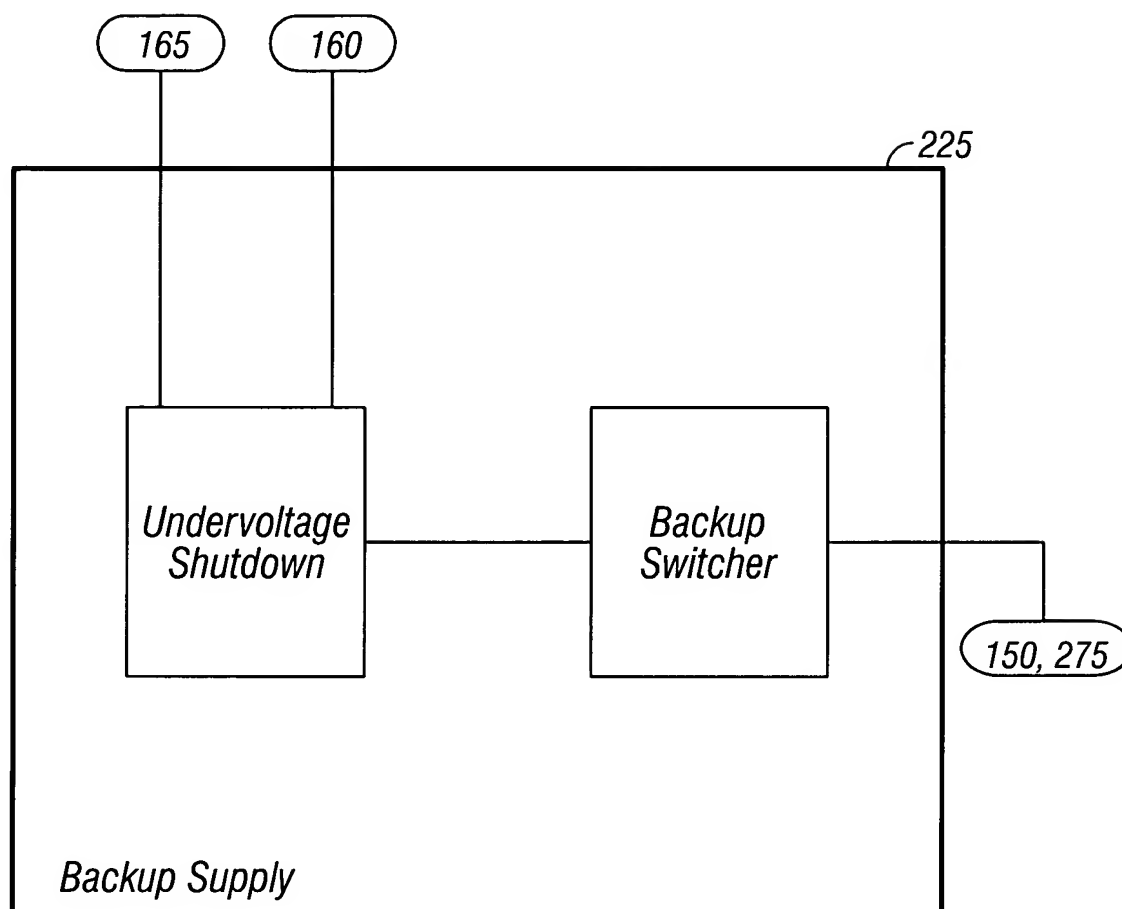 165
160
225
Undervoltage
Shutdown
Backup
Switcher
150, 275
Backup Supply